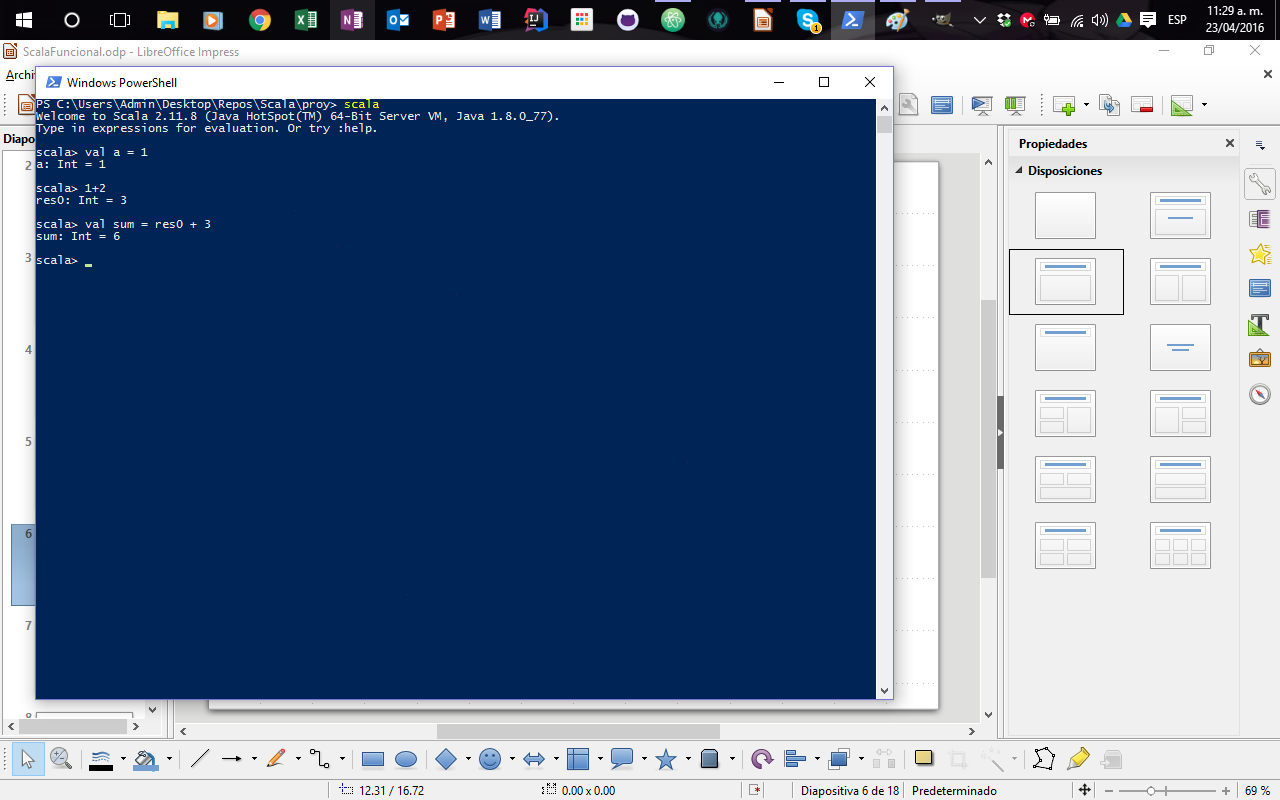 11:29 a. m.
ESP
23/04/2016
1
ScalaFuncional.odp - LibreOffice Impress
Archi
Windows PowerShell
PS C:\Users\Admin\Desktop\Repos\Scala\proy> scala
Welcome to Scala 2.11.8 (Java HotSpot(TM) 64-Bit Server VM, Java 1.8.0_77).
Type in expressions for evaluation. Or try :help.
scala> val a = 1
a: Int = 1
scala> 1+2
res0: Int = 3
scala> val sum = res0 + 3
sum: Int = 6
scala>
Diapo
2
3
4
5
6
7
8
Propiedades
Disposiciones
12.31 / 16.72
0.00 x 0.00
Diapositiva 6 de 18
Predeterminado
69 %